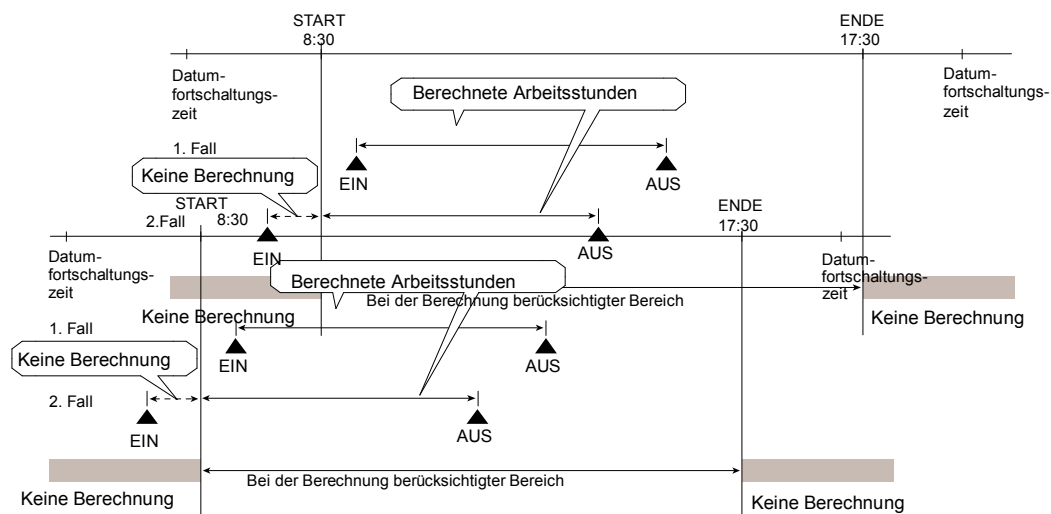 START
8:30
ENDE
17:30
Datum-
fortschaltungs-
zeit
Datum-
fortschaltungs-
zeit
Berechnete Arbeitsstunden
1. Fall
Keine Berechnung
EIN
AUS
START
8:30
2.Fall
ENDE
17:30
EIN
AUS
Datum-
fortschaltungs-
zeit
Datum-
fortschaltungs-
zeit
Berechnete Arbeitsstunden
Bei der Berechnung berücksichtigter Bereich
Keine Berechnung
Keine Berechnung
1. Fall
Keine Berechnung
EIN
AUS
2. Fall
EIN
AUS
Bei der Berechnung berücksichtigter Bereich
Keine Berechnung
Keine Berechnung